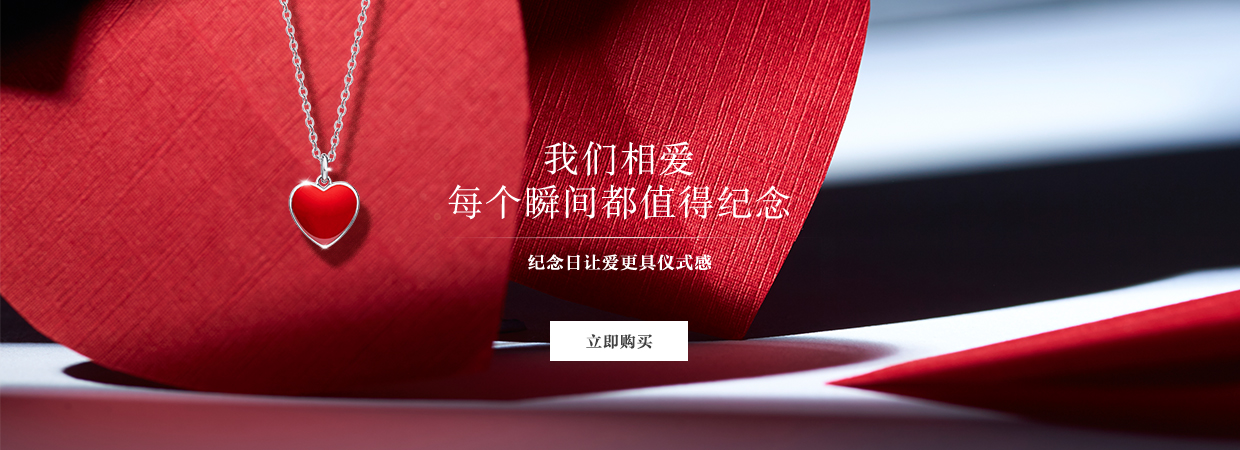 我们相爱
每个瞬间都值得纪念
纪念日让爱更具仪式感
立即购买